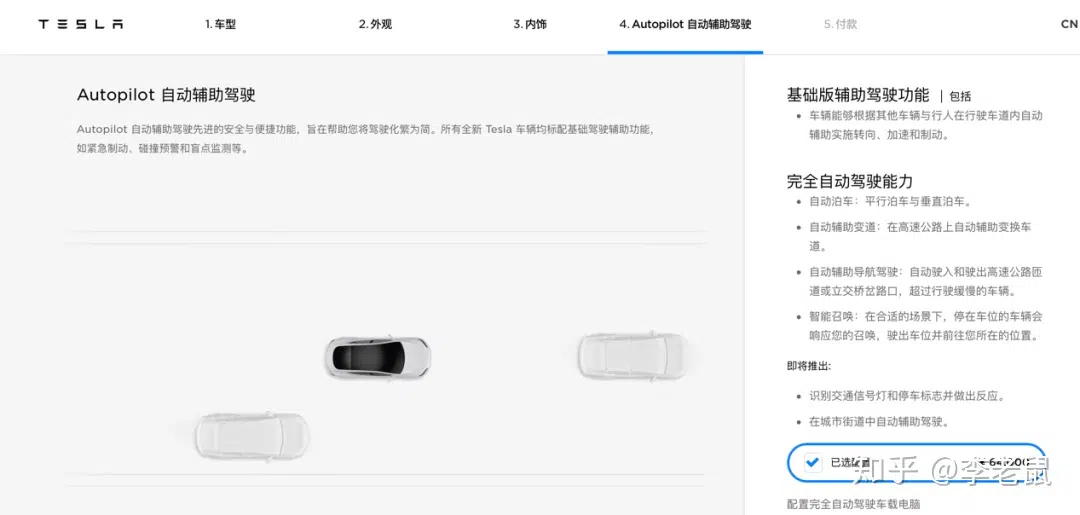 TESLA
1. 车型
2. 外观
3. 内饰
4. Autopilot 自动辅助驾驶
5. 付款
CN
Autopilot 自动辅助驾驶
Autopilot 自动辅助驾驶先进的安全与便捷功能，旨在帮助您将驾驶化繁为简。所有全新 Tesla 车辆均标配基础驾驶辅助功能，
如紧急制动、碰撞预警和盲点监测等。
基础版辅助驾驶功能 | 包括
• 车辆能够根据其他车辆与行人在行驶车道内自动
辅助实施转向、加速和制动。
完全自动驾驶能力
• 自动泊车：平行泊车与垂直泊车。
• 自动辅助变道：在高速公路上自动辅助变换车
道。
• 自动辅助导航驾驶：自动驶入和驶出高速公路匝
道或立交桥岔路口，超过行驶缓慢的车辆。
• 智能召唤：在合适的场景下，停在车位的车辆会
响应您的召唤，驶出车位并前往您所在的位置。
即将推出:
• 识别交通信号灯和停车标志并做出反应。
• 在城市街道中自动辅助驾驶。
已选配置
知乎 @李老鼠
配置完全自动驾驶车载电脑